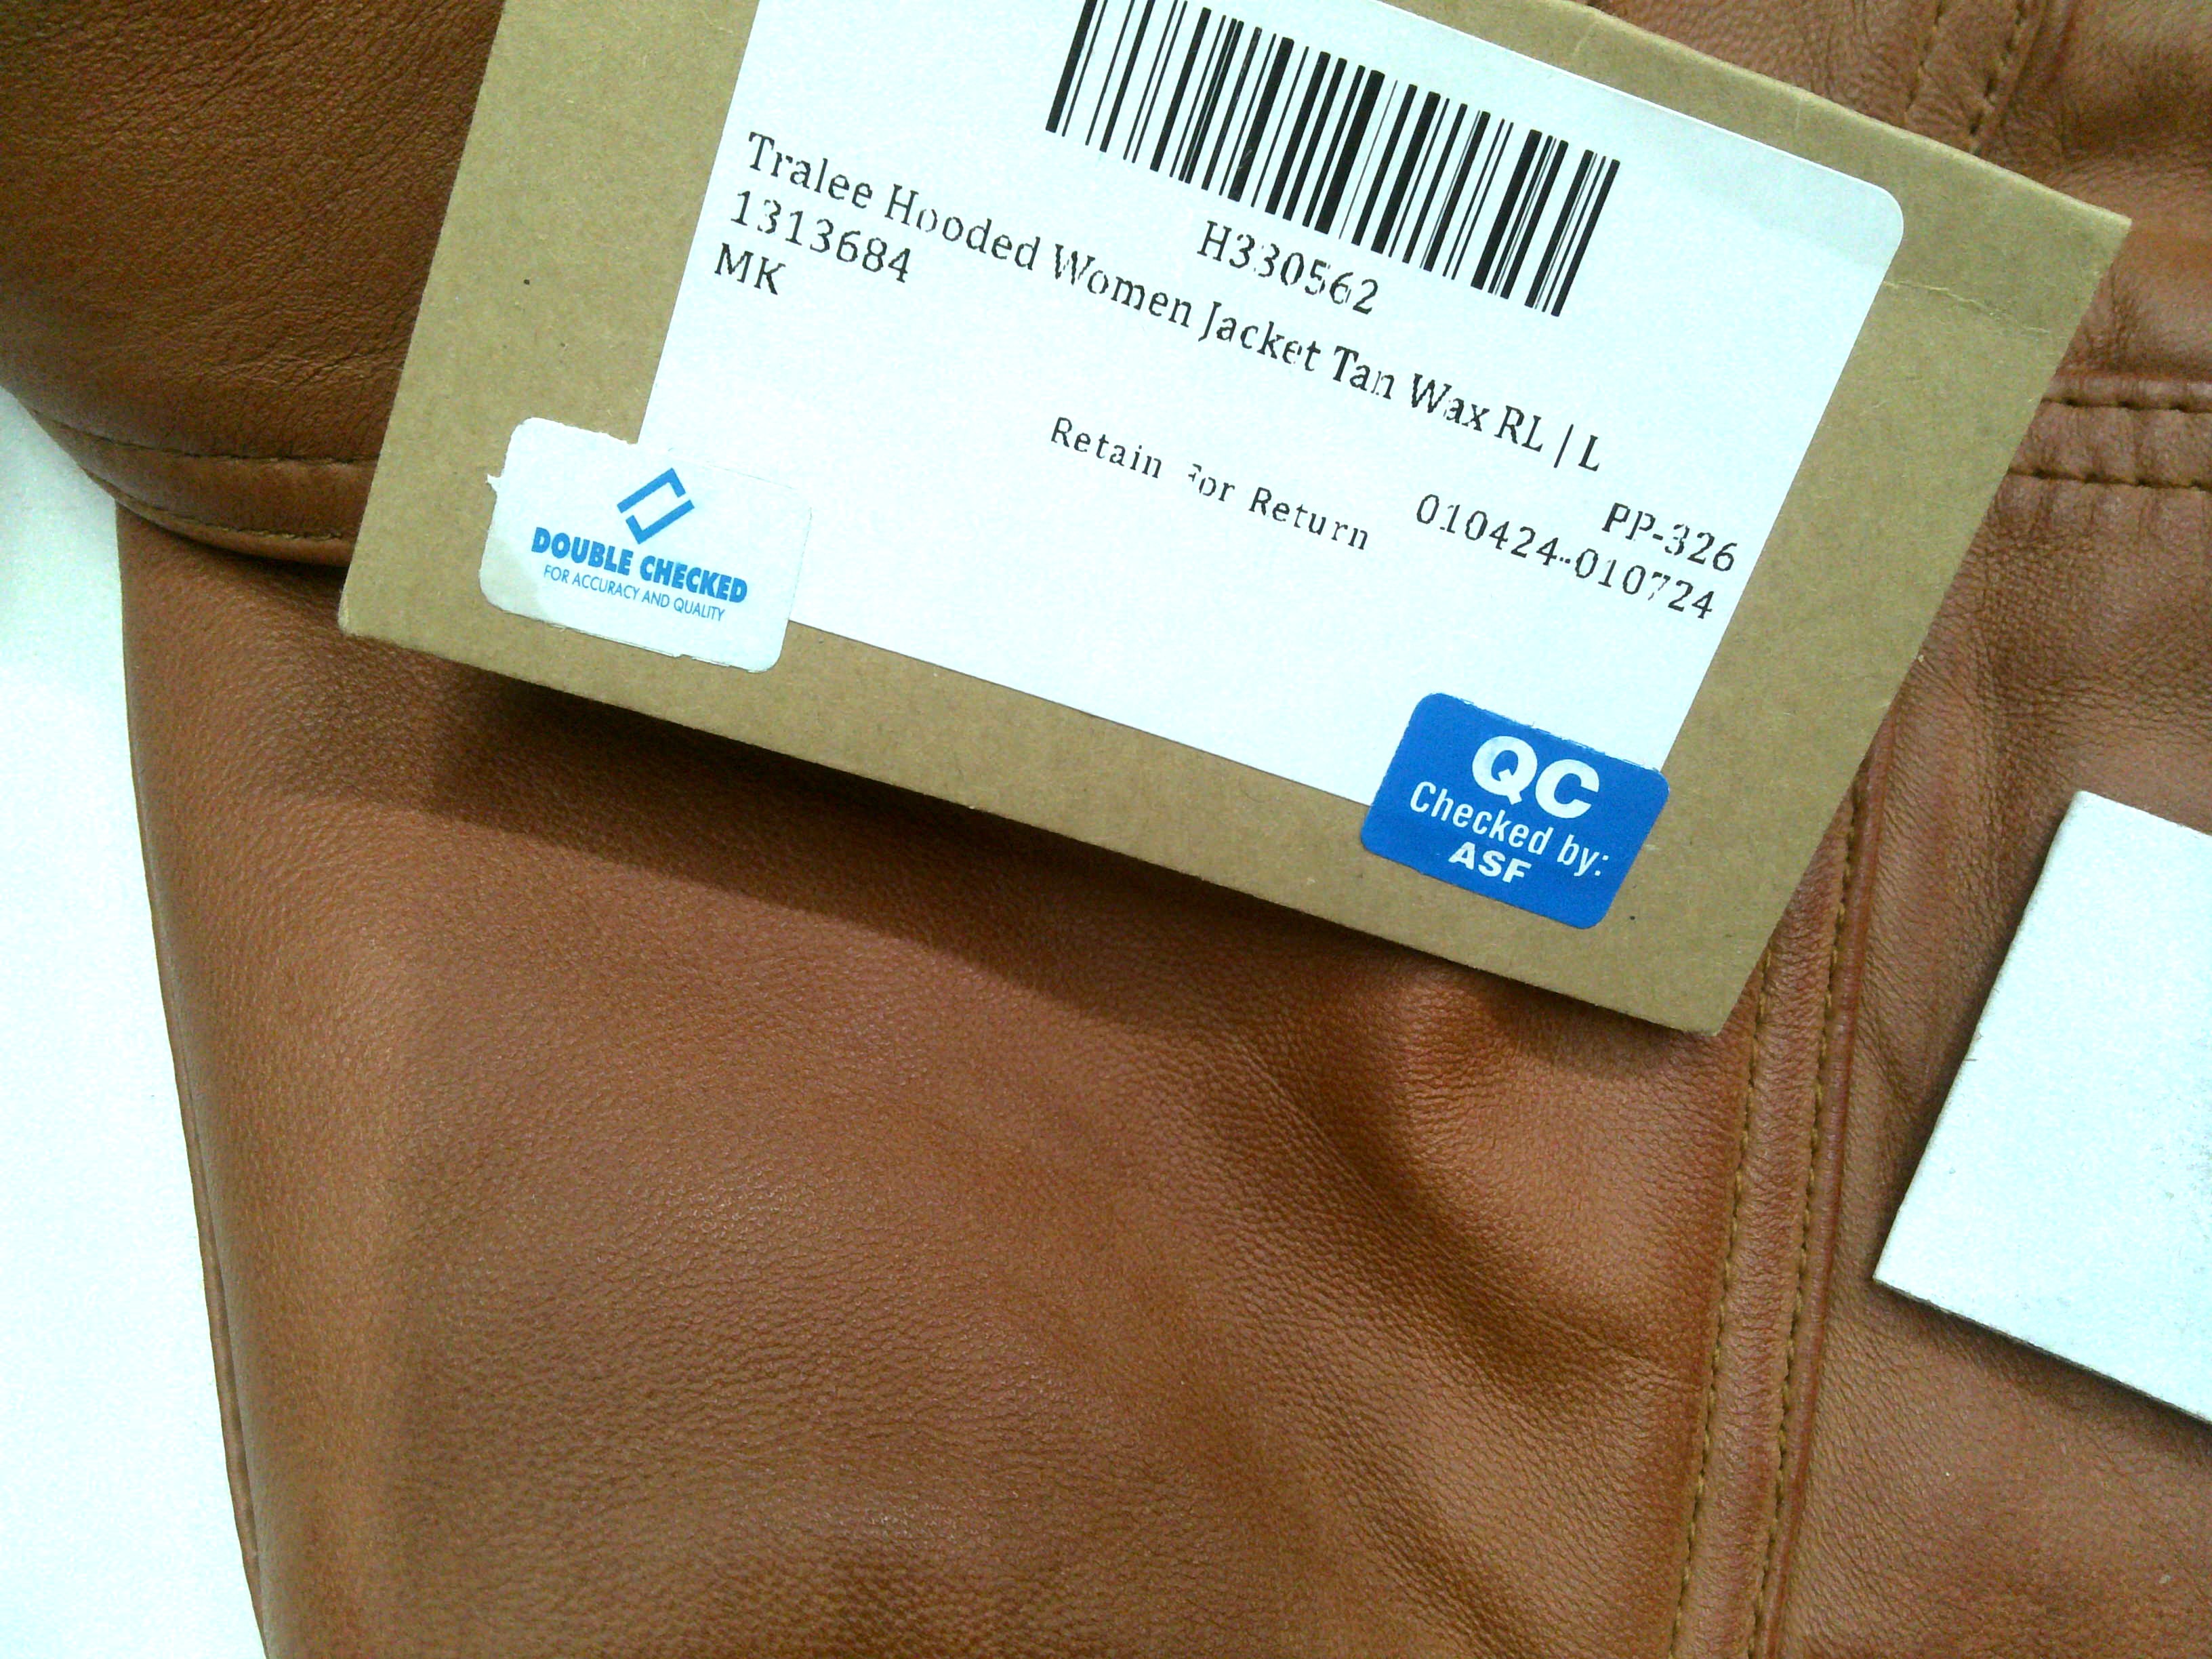 H330562
Tralee Hooded Women Jacket Tan Wax RL | L
1313684
MK
Retain For Return
PP-326
010424-010724
DOUBLE CHECKED
FOR ACCURACY AND QUALITY
QC
Checked by:
ASF